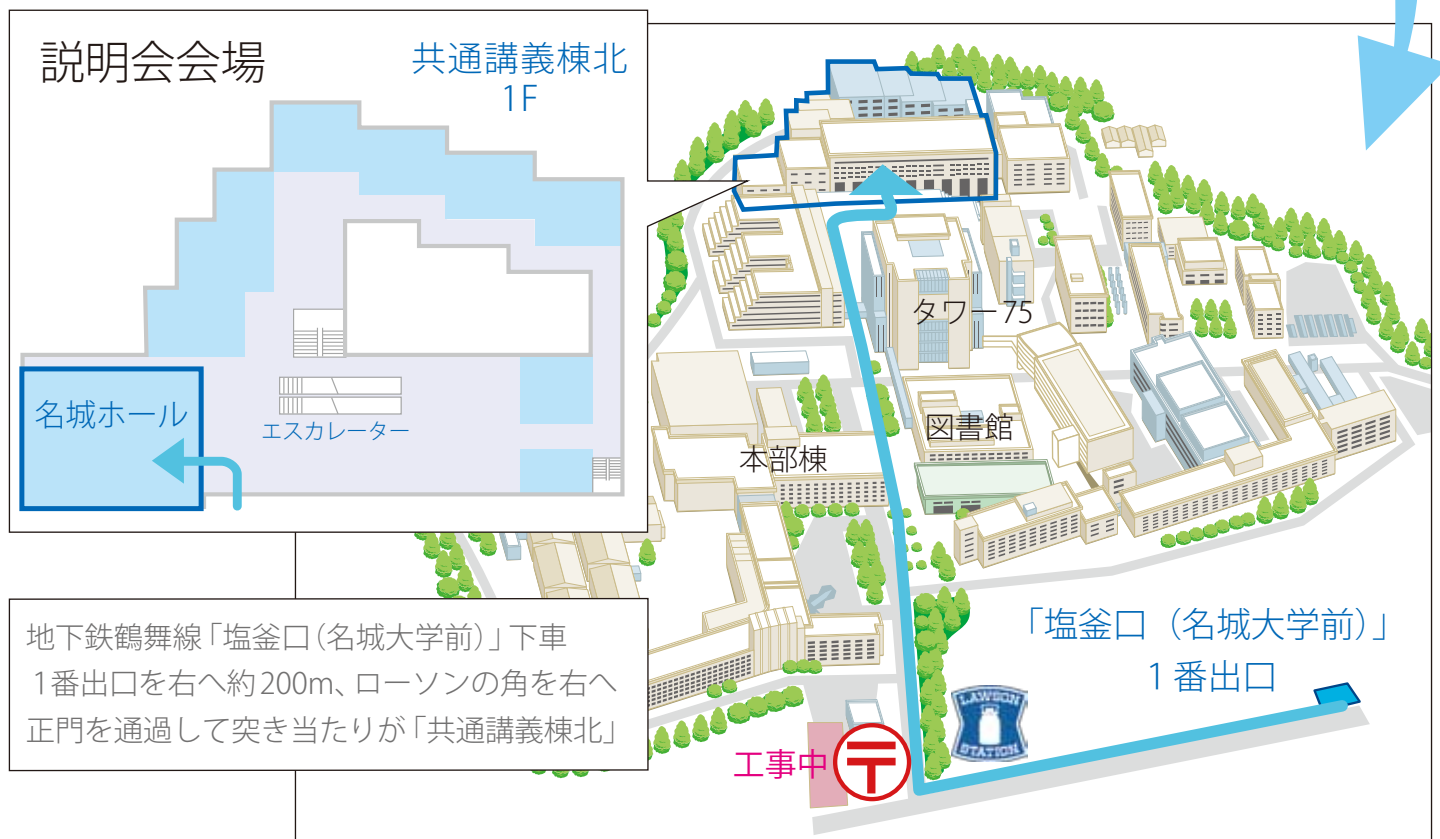 説明会会場
共通講義棟北
1F
名城ホール
エスカレーター
タワー75
図書館
本部棟
「塩釜口（名城大学前）」
1番出口
LAWSON
STATION
工事中
〒
地下鉄鶴舞線「塩釜口（名城大学前）」下車
1番出口を右へ約200m、ローソンの角を右へ
正門を通過して突き当たりが「共通講義棟北」